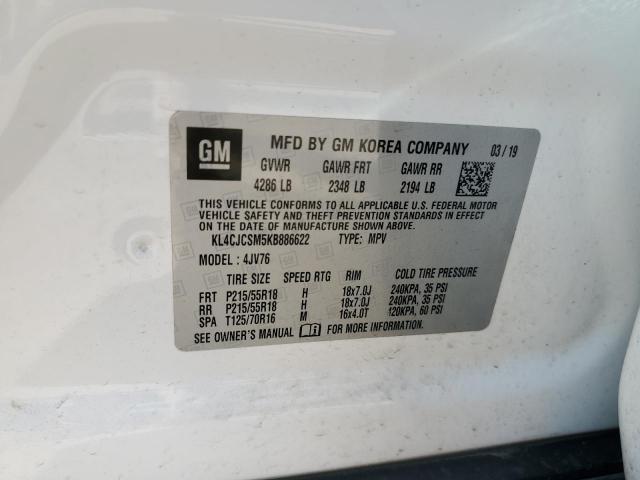 GM MFD BY GM KOREA COMPANY 03/19
GVWR GAWR FRT GAWR RR
4286 LB 2348 LB 2194 LB
THIS VEHICLE CONFORMS TO ALL APPLICABLE U.S. FEDERAL MOTOR
VEHICLE SAFETY AND THEFT PREVENTION STANDARDS IN EFFECT
ON THE DATE OF MANUFACTURE SHOWN ABOVE.
KL4CJCSM5KB886622 TYPE: MPV
MODEL: 4JV76
TIRE SIZE SPEED RTG RIM COLD TIRE PRESSURE
FRT P215/55R18 H 18x7.0J 240KPA, 35 PSI
RR P215/55R18 H 18x7.0J 240KPA, 35 PSI
SPA T125/70R16 M 16x4.0T 120KPA, 60 PSI
SEE OWNER'S MANUAL FOR MORE INFORMATION.